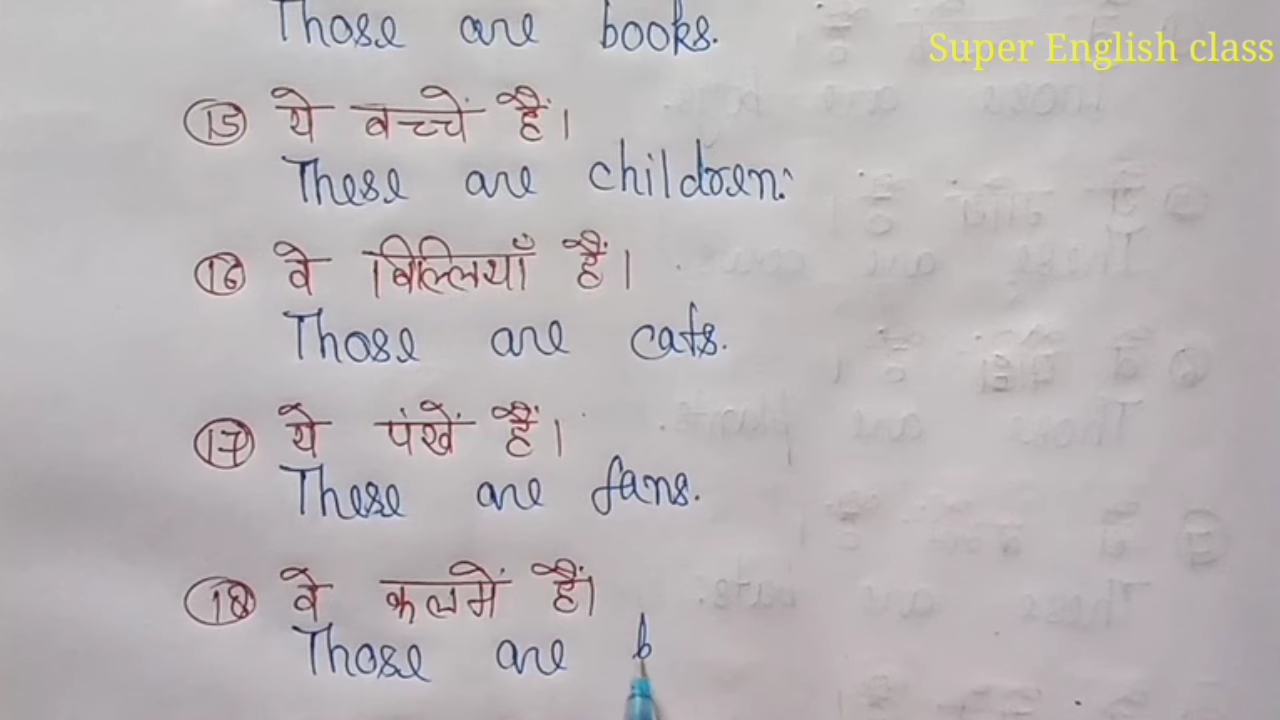 Those are books.
Super English class
15 ये बच्चें हैं।
These are children.
16 वे बिल्लियाँ हैं।
Those are cats.
17 ये पंखें हैं।
These are fans.
18 वे कलमें हैं।
Those are